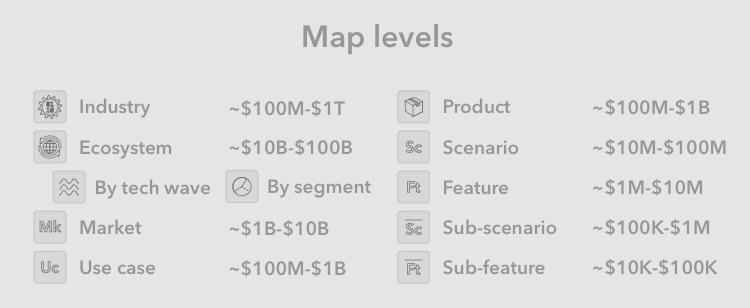 Map levels
Industry ~$100M-$1T
Ecosystem ~$10B-$100B
By tech wave By segment
Mk Market ~$1B-$10B
Uc Use case ~$100M-$1B
Product ~$100M-$1B
Sc Scenario ~$10M-$100M
Ft Feature ~$1M-$10M
Sc Sub-scenario ~$100K-$1M
Ft Sub-feature ~$10K-$100K